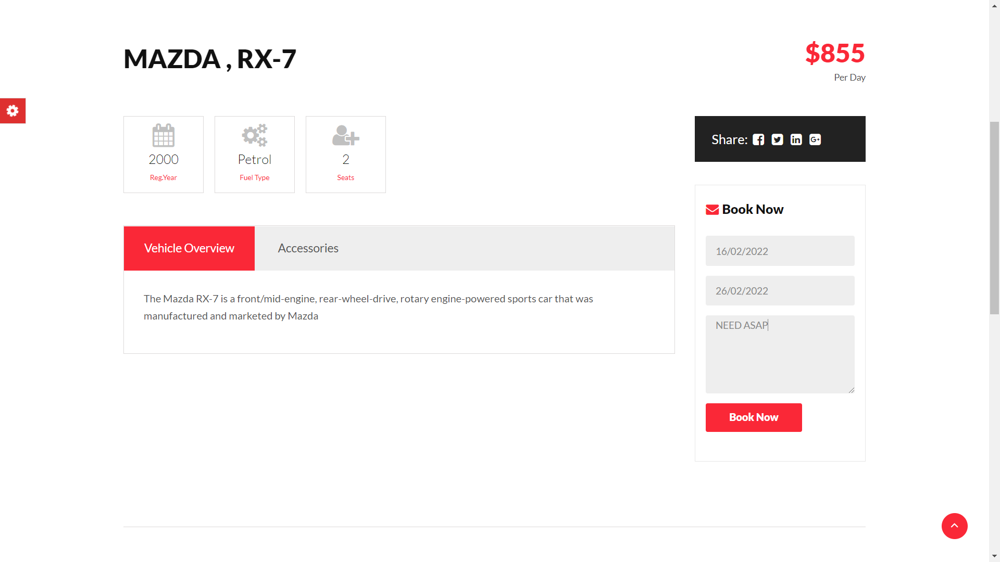 MAZDA , RX-7
$855
Per Day
2000
Reg.Year
Petrol
Fuel Type
2
Seats
Share:
Vehicle Overview
Accessories
The Mazda RX-7 is a front/mid-engine, rear-wheel-drive, rotary engine-powered sports car that was
manufactured and marketed by Mazda
Book Now
16/02/2022
26/02/2022
NEED ASAP
Book Now